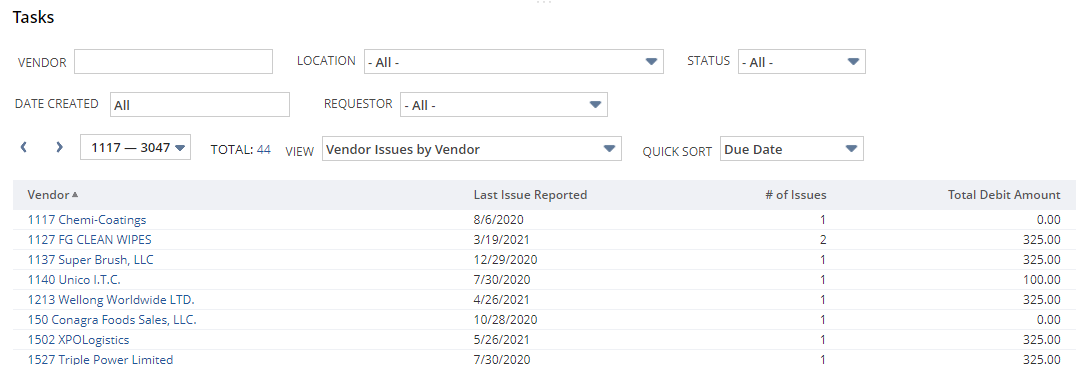 Tasks
VENDOR LOCATION - All - STATUS - All -
DATE CREATED All REQUESTOR - All -
1117 — 3047 TOTAL: 44 VIEW Vendor Issues by Vendor QUICK SORT Due Date
Vendor Last Issue Reported # of Issues Total Debit Amount
1117 Chemi-Coatings 8/6/2020 1 0.00
1127 FG CLEAN WIPES 3/19/2021 2 325.00
1137 Super Brush, LLC 12/29/2020 1 325.00
1140 Unico I.T.C. 7/30/2020 1 100.00
1213 Wellong Worldwide LTD. 4/26/2021 1 325.00
150 Conagra Foods Sales, LLC. 10/28/2020 1 0.00
1502 XPOLogistics 5/26/2021 1 325.00
1527 Triple Power Limited 7/30/2020 1 325.00